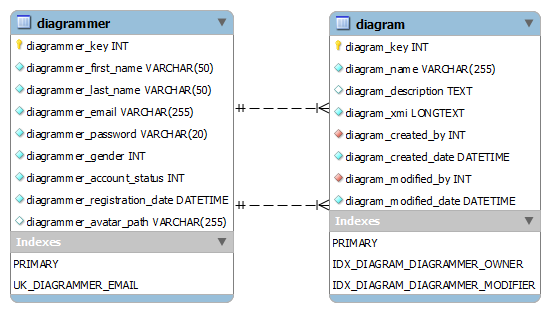 diagrammer
diagrammer_key INT
diagrammer_first_name VARCHAR(50)
diagrammer_last_name VARCHAR(50)
diagrammer_email VARCHAR(255)
diagrammer_password VARCHAR(20)
diagrammer_gender INT
diagrammer_account_status INT
diagrammer_registration_date DATETIME
diagrammer_avatar_path VARCHAR(255)
Indexes
PRIMARY
UK_DIAGRAMMER_EMAIL
diagram
diagram_key INT
diagram_name VARCHAR(255)
diagram_description TEXT
diagram_xmi LONGTEXT
diagram_created_by INT
diagram_created_date DATETIME
diagram_modified_by INT
diagram_modified_date DATETIME
Indexes
PRIMARY
IDX_DIAGRAM_DIAGRAMMER_OWNER
IDX_DIAGRAM_DIAGRAMMER_MODIFIER